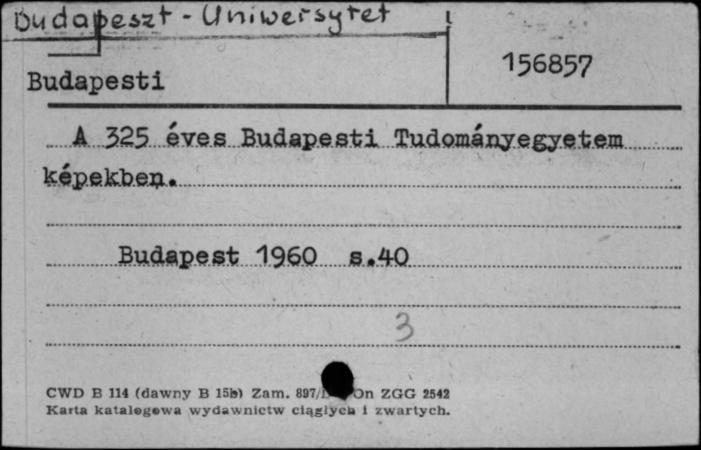 Budapeszt - Uniwersytet
Budapesti
156857
A 325 éves Budapesti Tudományegyetem
képekben.
Budapest 1960 s.40
3
CWD B 114 (dawny B 15b) Zam. 897/ On ZGG 2542
Karta katalogowa wydawnictw ciągłych i zwartych.